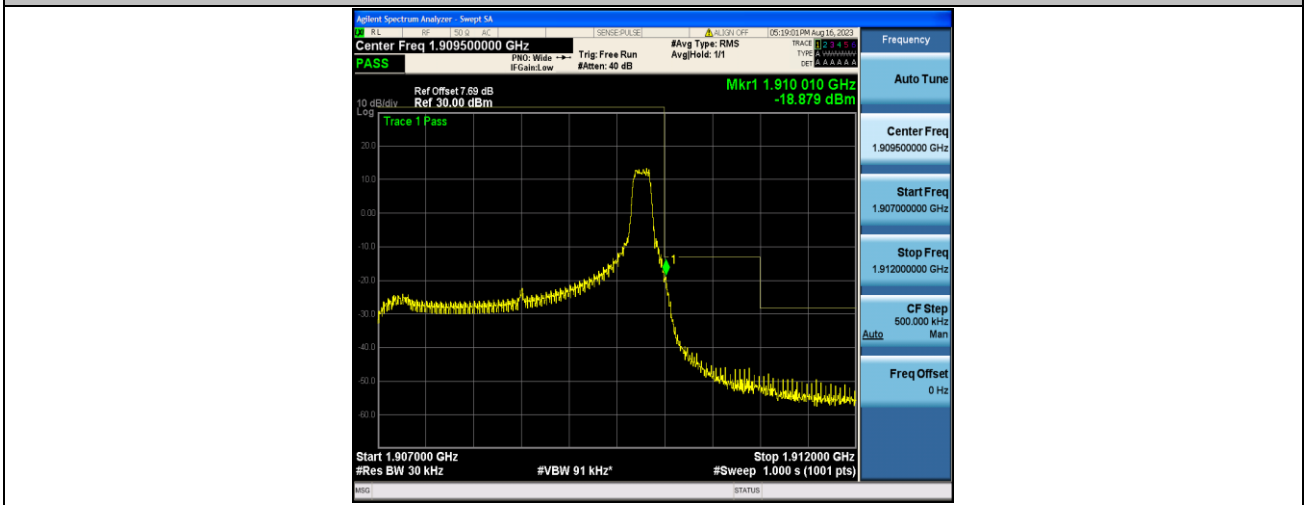 Agilent Spectrum Analyzer - Swept SA
RL RF 50 Ω AC SENSE:PULSE ALIGN OFF 05:19:01 PM Aug 16, 2023
Center Freq 1.909500000 GHz
PASS
PNO: Wide
IFGain:Low
Trig: Free Run
#Atten: 40 dB
#Avg Type: RMS
Avg|Hold: 1/1
TRACE 1 2 3 4 5 6
TYPE A WWWWW
DET A A A A A A
Mkr1 1.910 010 GHz
-18.879 dBm
Ref Offset 7.69 dB
10 dB/div Ref 30.00 dBm
Log
Trace 1 Pass
20.0
10.0
0.00
-10.0
-20.0
-30.0
-40.0
-50.0
-60.0
1
Start 1.907000 GHz Stop 1.912000 GHz
#Res BW 30 kHz #VBW 91 kHz* #Sweep 1.000 s (1001 pts)
MSG STATUS
Frequency
Auto Tune
Center Freq
1.909500000 GHz
Start Freq
1.907000000 GHz
Stop Freq
1.912000000 GHz
CF Step
500.000 kHz
Auto Man
Freq Offset
0 Hz